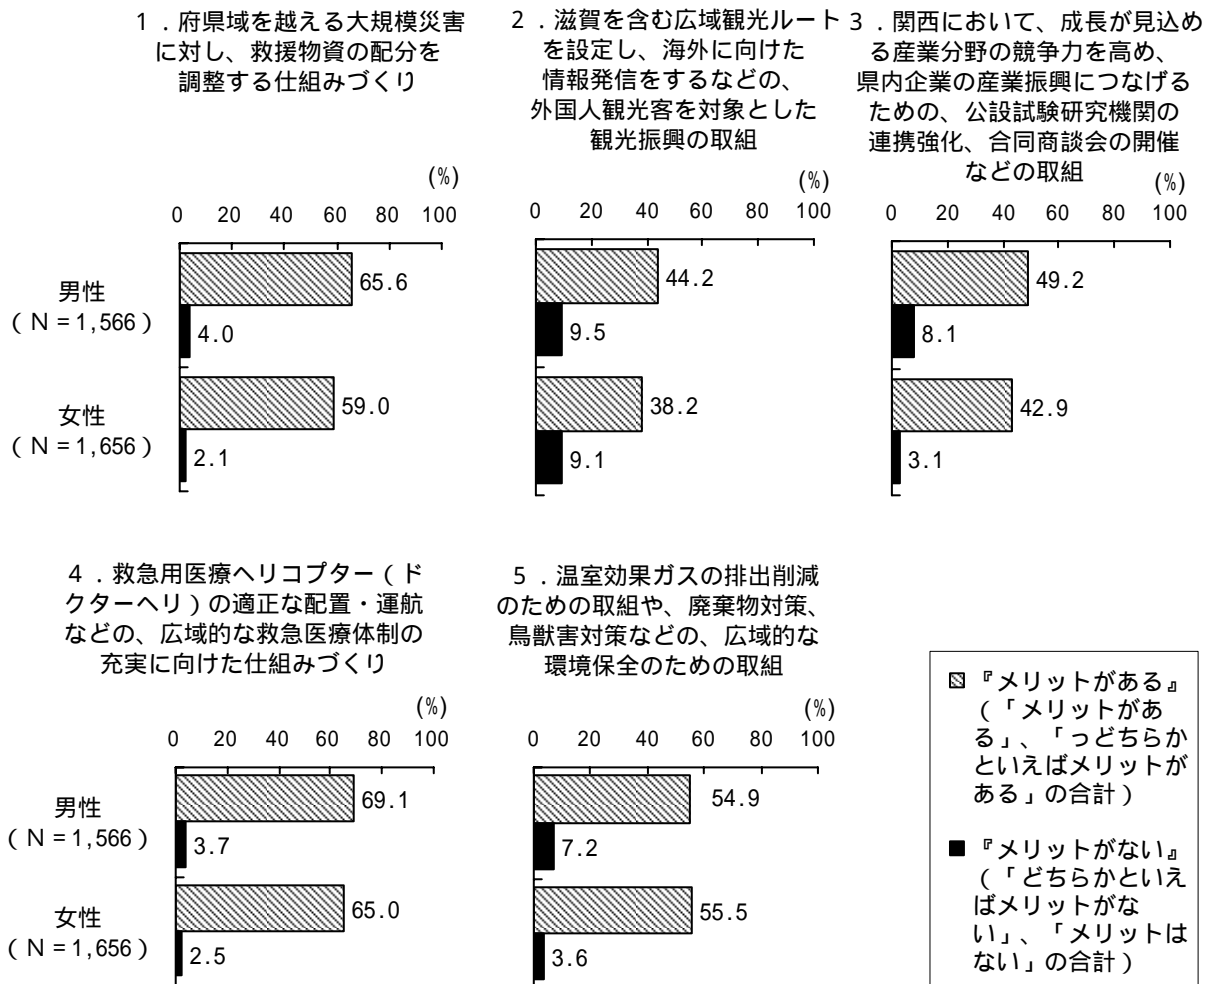 １．府県域を越える大規模災害
に対し、救援物資の配分を
調整する仕組みづくり
(%)
0 20 40 60 80 100
男性
(N=1,566)
65.6
4.0
女性
(N=1,656)
59.0
2.1
２．滋賀を含む広域観光ルート
を設定し、海外に向けた
情報発信をするなどの、
外国人観光客を対象とした
観光振興の取組
(%)
0 20 40 60 80 100
44.2
9.5
38.2
9.1
３．関西において、成長が見込め
る産業分野の競争力を高め、
県内企業の産業振興につなげる
ための、公設試験研究機関の
連携強化、合同商談会の開催
などの取組
(%)
0 20 40 60 80 100
49.2
8.1
42.9
3.1
４．救急用医療ヘリコプター（ド
クターヘリ）の適正な配置・運航
などの、広域的な救急医療体制の
充実に向けた仕組みづくり
(%)
0 20 40 60 80 100
男性
(N=1,566)
69.1
3.7
女性
(N=1,656)
65.0
2.5
５．温室効果ガスの排出削減
のための取組や、廃棄物対策、
鳥獣害対策などの、広域的な
環境保全のための取組
(%)
0 20 40 60 80 100
54.9
7.2
55.5
3.6
『メリットがある』
（「メリットがあ
る」、「っどちらか
といえばメリットが
ある」の合計）
『メリットがない』
（「どちらかといえ
ばメリットがな
い」、「メリットは
ない」の合計）